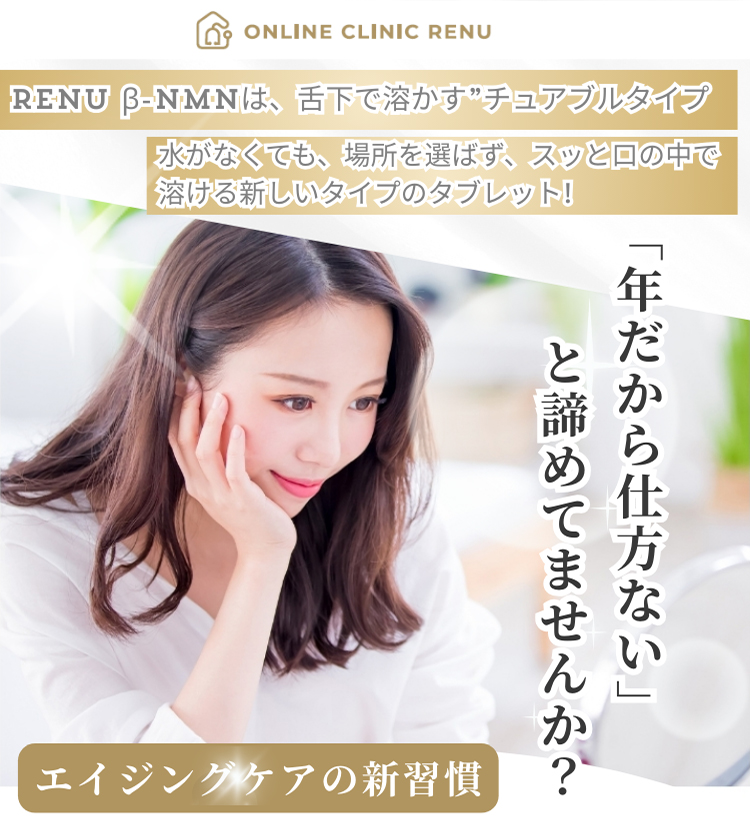 ONLINE CLINIC RENU
RENU β-NMNは、舌下で溶かす”チュアブルタイプ
水がなくても、場所を選ばず、スッと口の中で
溶ける新しいタイプのタブレット!
「年だから仕方ない」
と諦めてませんか?
エイジングケアの新習慣